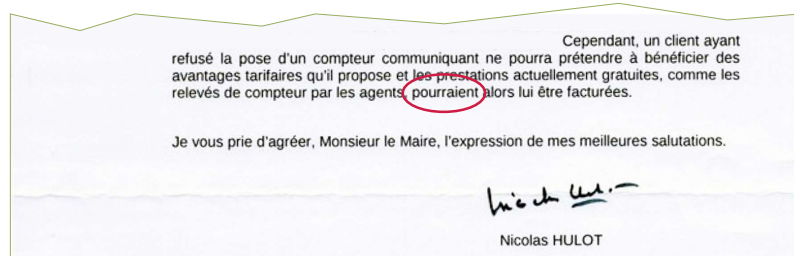 Cependant, un client ayant
refusé la pose d'un compteur communiquant ne pourra prétendre à bénéficier des
avantages tarifaires qu'il propose et les prestations actuellement gratuites, comme les
relevés de compteur par les agents, pourraient alors lui être facturées.
Je vous prie d'agréer, Monsieur le Maire, l'expression de mes meilleures salutations.
Nicolas HULOT